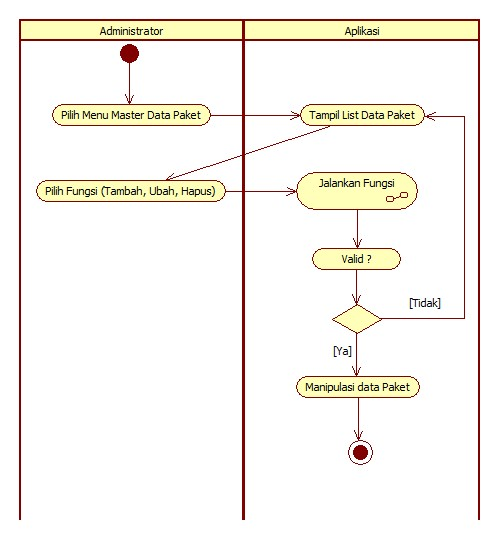 Administrator
Aplikasi
Pilih Menu Master Data Paket
Tampil List Data Paket
Pilih Fungsi (Tambah, Ubah, Hapus)
Jalankan Fungsi
Valid ?
[Tidak]
[Ya]
Manipulasi data Paket